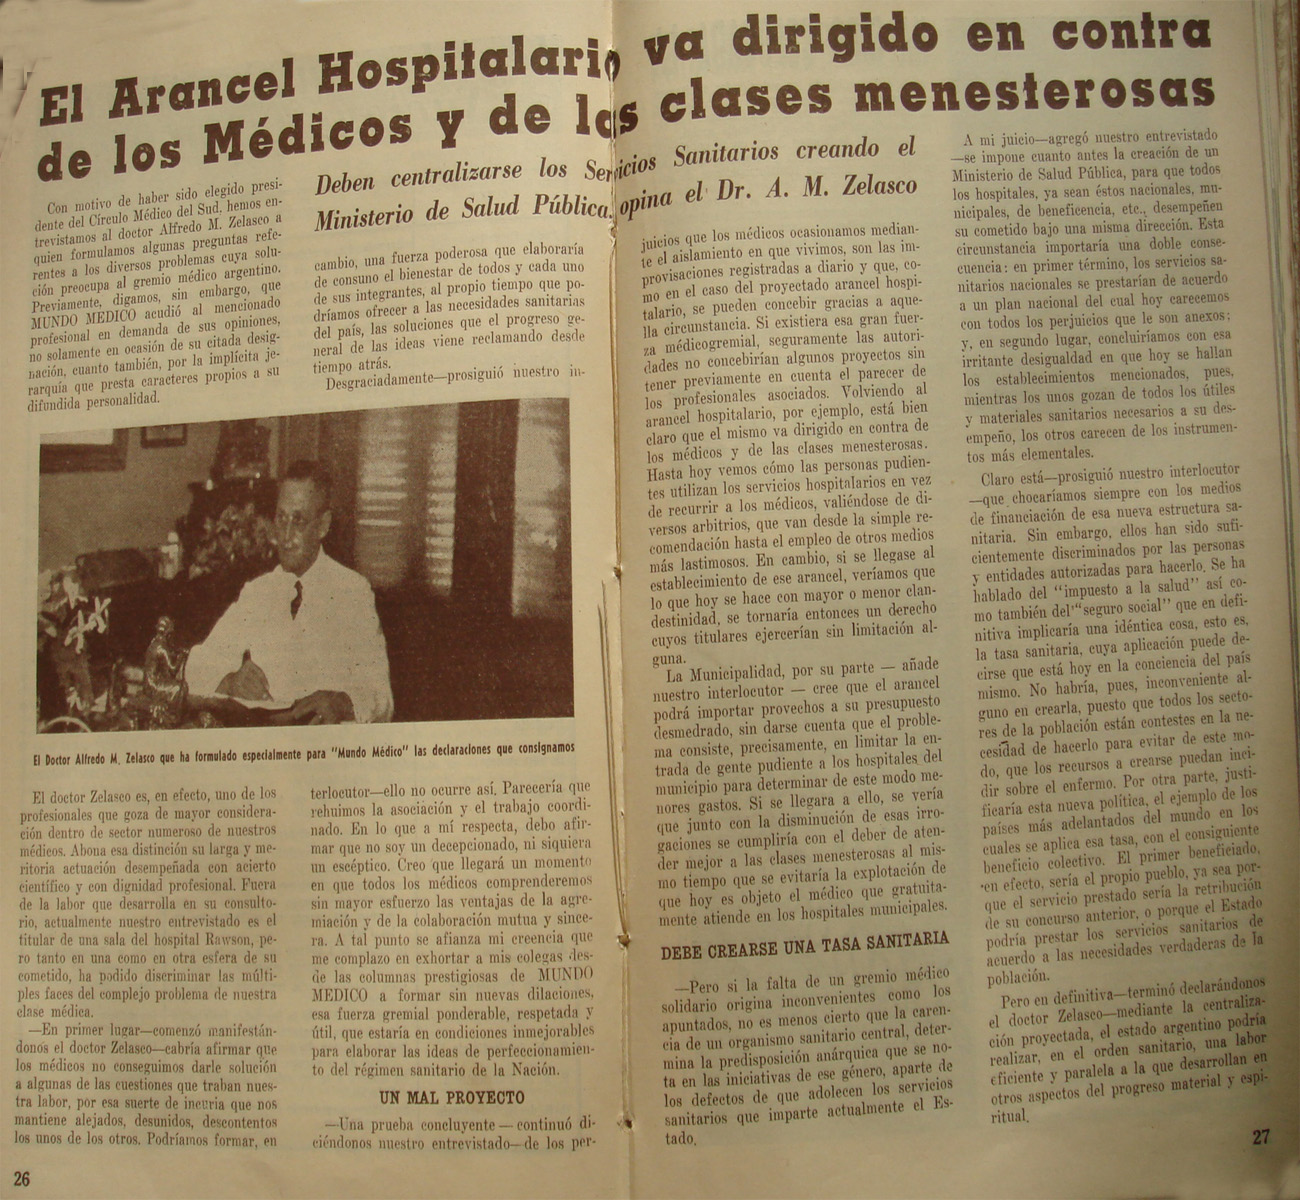 El Arancel Hospitalario va dirigido en contra
de los Médicos y de las clases menesterosas
Deben centralizarse los Servicios Sanitarios creando el
Ministerio de Salud Pública, opina el Dr. A. M. Zelasco
Con motivo de haber sido elegido presi-
dente del Círculo Médico del Sud, hemos en-
trevistamos al doctor Alfredo M. Zelasco a
quien formulamos algunas preguntas refe-
rentes a los diversos problemas cuya solu-
ción preocupa al gremio médico argentino.
Previamente, digamos, sin embargo, que
MUNDO MEDICO acudió al mencionado
profesional en demanda de sus opiniones,
no solamente en ocasión de su citada desig-
nación, cuanto también, por la implícita je-
rarquía que presta caracteres propios a su
difundida personalidad.
El Doctor Alfredo M. Zelasco que ha formulado especialmente para "Mundo Médico" las declaraciones que consignamos
El doctor Zelasco es, en efecto, uno de los
profesionales que goza de mayor considera-
ción dentro de sector numeroso de nuestros
médicos. Abona esa distinción su larga y me-
ritoria actuación desempeñada con acierto
científico y con dignidad profesional. Fuera
de la labor que desarrolla en su consulto-
rio, actualmente nuestro entrevistado es el
titular de una sala del hospital Rawson, pe-
ro tanto en una como en otra esfera de su
cometido, ha podido discriminar las múlti-
ples faces del complejo problema de nuestra
clase médica.
—En primer lugar—comenzó manifestán-
donos el doctor Zelasco—cabría afirmar que
los médicos no conseguimos darle solución
a algunas de las cuestiones que traban nues-
tra labor, por esa suerte de incuria que nos
mantiene alejados, desunidos, descontentos
los unos de los otros. Podríamos formar, en
cambio, una fuerza poderosa que elaboraría
de consuno el bienestar de todos y cada uno
de sus integrantes, al propio tiempo que po-
dríamos ofrecer a las necesidades sanitarias
del país, las soluciones que el progreso ge-
neral de las ideas viene reclamando desde
tiempo atrás.
Desgraciadamente—prosiguió nuestro in-
terlocutor—ello no ocurre así. Parecería que
rehuimos la asociación y el trabajo coordi-
nado. En lo que a mí respecta, debo afir-
mar que no soy un decepcionado, ni siquiera
un escéptico. Creo que llegará un momento
en que todos los médicos comprenderemos
sin mayor esfuerzo las ventajas de la agre-
miación y de la colaboración mutua y since-
ra. A tal punto se afianza mi creencia que
me complazo en exhortar a mis colegas des-
de las columnas prestigiosas de MUNDO
MEDICO a formar sin nuevas dilaciones,
esa fuerza gremial ponderable, respetada y
útil, que estaría en condiciones inmejorables
para elaborar las ideas de perfeccionamien-
to del régimen sanitario de la Nación.
UN MAL PROYECTO
—Una prueba concluyente — continuó di-
ciéndonos nuestro entrevistado—de los per-
26
juicios que los médicos ocasionamos median-
te el aislamiento en que vivimos, son las im-
provisaciones registradas a diario y que, co-
mo en el caso del proyectado arancel hospi-
talario, se pueden concebir gracias a aque-
lla circunstancia. Si existiera esa gran fuer-
za médicogremial, seguramente las autori-
dades no concebirían algunos proyectos sin
tener previamente en cuenta el parecer de
los profesionales asociados. Volviendo al
arancel hospitalario, por ejemplo, está bien
claro que el mismo va dirigido en contra de
los médicos y de las clases menesterosas.
Hasta hoy vemos cómo las personas pudien-
tes utilizan los servicios hospitalarios en vez
de recurrir a los médicos, valiéndose de di-
versos arbitrios, que van desde la simple re-
comendación hasta el empleo de otros medios
más lastimosos. En cambio, si se llegase al
establecimiento de ese arancel, veríamos que
lo que hoy se hace con mayor o menor clan-
destinidad, se tornaría entonces un derecho
cuyos titulares ejercerían sin limitación al-
guna.
La Municipalidad, por su parte — añade
nuestro interlocutor — cree que el arancel
podrá importar provechos a su presupuesto
desmedrado, sin darse cuenta que el proble-
ma consiste, precisamente, en limitar la en-
trada de gente pudiente a los hospitales del
municipio para determinar de este modo me-
nores gastos. Si se llegara a ello, se vería
que junto con la disminución de esas irro-
gaciones se cumpliría con el deber de aten-
der mejor a las clases menesterosas al mis-
mo tiempo que se evitaría la explotación de
que hoy es objeto el médico que gratuita-
mente atiende en los hospitales municipales.
DEBE CREARSE UNA TASA SANITARIA
—Pero si la falta de un gremio médico
solidario origina inconvenientes como los
apuntados, no es menos cierto que la caren-
cia de un organismo sanitario central, deter-
mina la predisposición anárquica que se no-
ta en las iniciativas de ese género, aparte de
los defectos de que adolecen los servicios
sanitarios que imparte actualmente el Es-
tado.
A mi juicio—agregó nuestro entrevistado
—se impone cuanto antes la creación de un
Ministerio de Salud Pública, para que todos
los hospitales, ya sean éstos nacionales, mu-
nicipales, de beneficencia, etc., desempeñen
su cometido bajo una misma dirección. Esta
circunstancia importaría una doble conse-
cuencia: en primer término, los servicios sa-
nitarios nacionales se prestarían de acuerdo
a un plan nacional del cual hoy carecemos
con todos los perjuicios que le son anexos;
y, en segundo lugar, concluiríamos con esa
irritante desigualdad en que hoy se hallan
los establecimientos mencionados, pues,
mientras los unos gozan de todos los útiles
y materiales sanitarios necesarios a su des-
empeño, los otros carecen de los instrumen-
tos más elementales.
Claro está—prosiguió nuestro interlocutor
—que chocaríamos siempre con los medios
de financiación de esa nueva estructura sa-
nitaria. Sin embargo, ellos han sido sufi-
cientemente discriminados por las personas
y entidades autorizadas para hacerlo. Se ha
hablado del "impuesto a la salud" así co-
mo también del "seguro social" que en defi-
nitiva implicaría una idéntica cosa, esto es,
la tasa sanitaria, cuya aplicación puede de-
cirse que está hoy en la conciencia del país
mismo. No habría, pues, inconveniente al-
guno en crearla, puesto que todos los secto-
res de la población están contestes en la ne-
cesidad de hacerlo para evitar de este mo-
do, que los recursos a crearse puedan inci-
dir sobre el enfermo. Por otra parte, justi-
ficaría esta nueva política, el ejemplo de los
países más adelantados del mundo en los
cuales se aplica esa tasa, con el consiguiente
beneficio colectivo. El primer beneficiado,
en efecto, sería el propio pueblo, ya sea por-
que el servicio prestado sería la retribución
de su concurso anterior, o porque el Estado
podría prestar los servicios sanitarios de
acuerdo a las necesidades verdaderas de la
población.
Pero en definitiva—terminó declarándonos
el doctor Zelasco—mediante la centraliza-
ción proyectada, el estado argentino podría
realizar, en el orden sanitario, una labor
eficiente y paralela a la que desarrollan en
otros aspectos del progreso material y espi-
ritual.
27